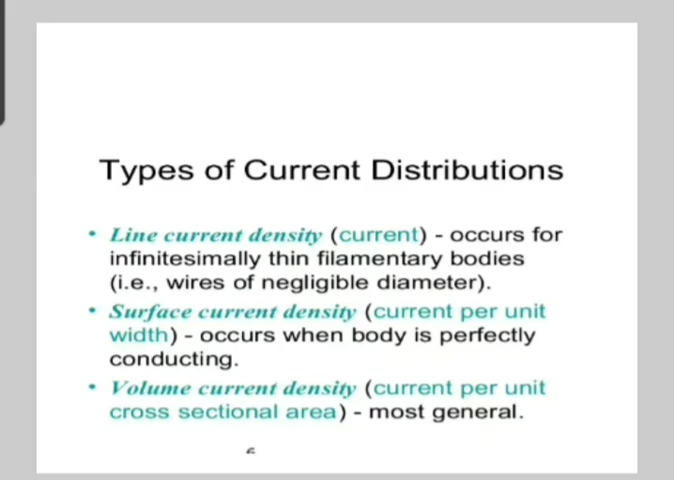 Types of Current Distributions
• Line current density (current) - occurs for
infinitesimally thin filamentary bodies
(i.e., wires of negligible diameter).
• Surface current density (current per unit
width) - occurs when body is perfectly
conducting.
• Volume current density (current per unit
cross sectional area) - most general.